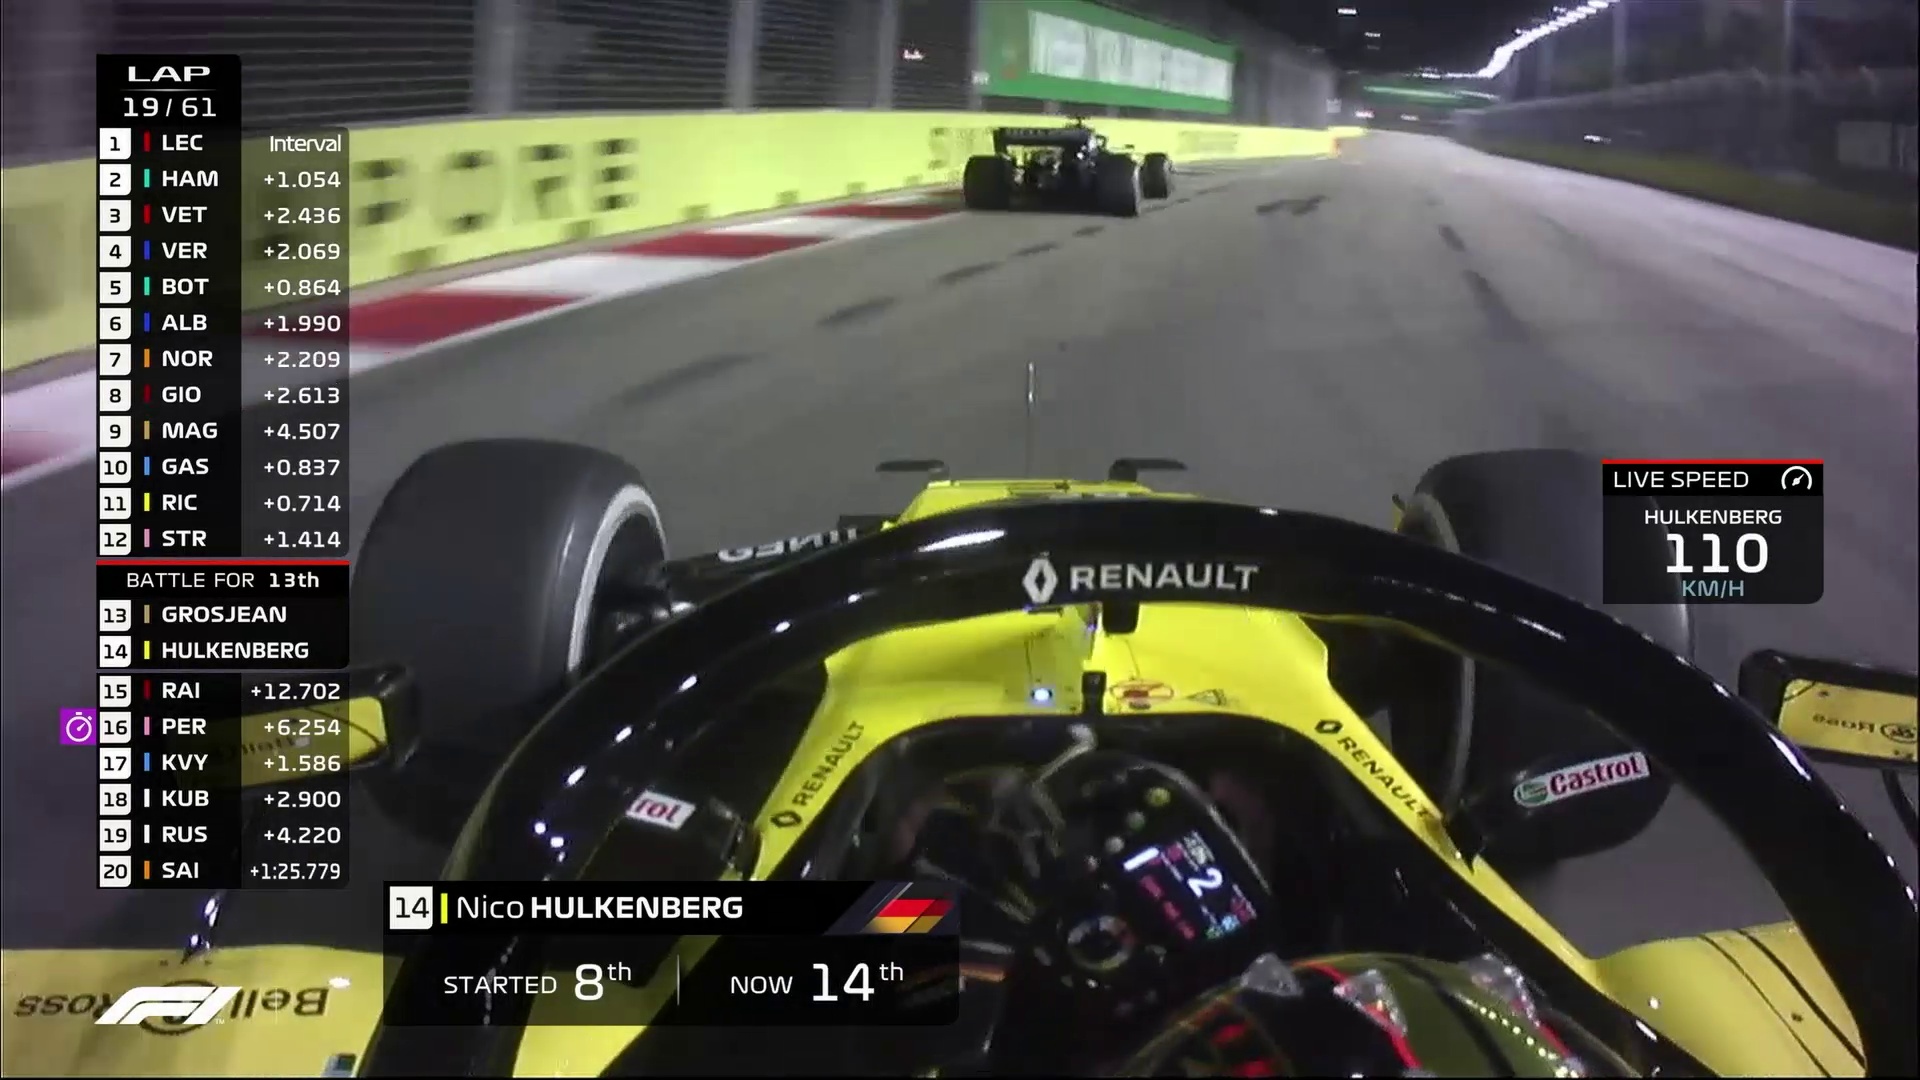 LAP
19 / 61
1 LEC Interval
2 HAM +1.054
3 VET +2.436
4 VER +2.069
5 BOT +0.864
6 ALB +1.990
7 NOR +2.209
8 GIO +2.613
9 MAG +4.507
10 GAS +0.837
11 RIC +0.714
12 STR +1.414
BATTLE FOR 13th
13 GROSJEAN
14 HULKENBERG
15 RAI +12.702
16 PER +6.254
17 KVY +1.586
18 KUB +2.900
19 RUS +4.220
20 SAI +1:25.779
LIVE SPEED
HULKENBERG
110
KM/H
RENAULT
RENAULT
RENAULT
Castrol
rol
2
14 Nico HULKENBERG
STARTED 8th NOW 14th
Bell Ross
F1